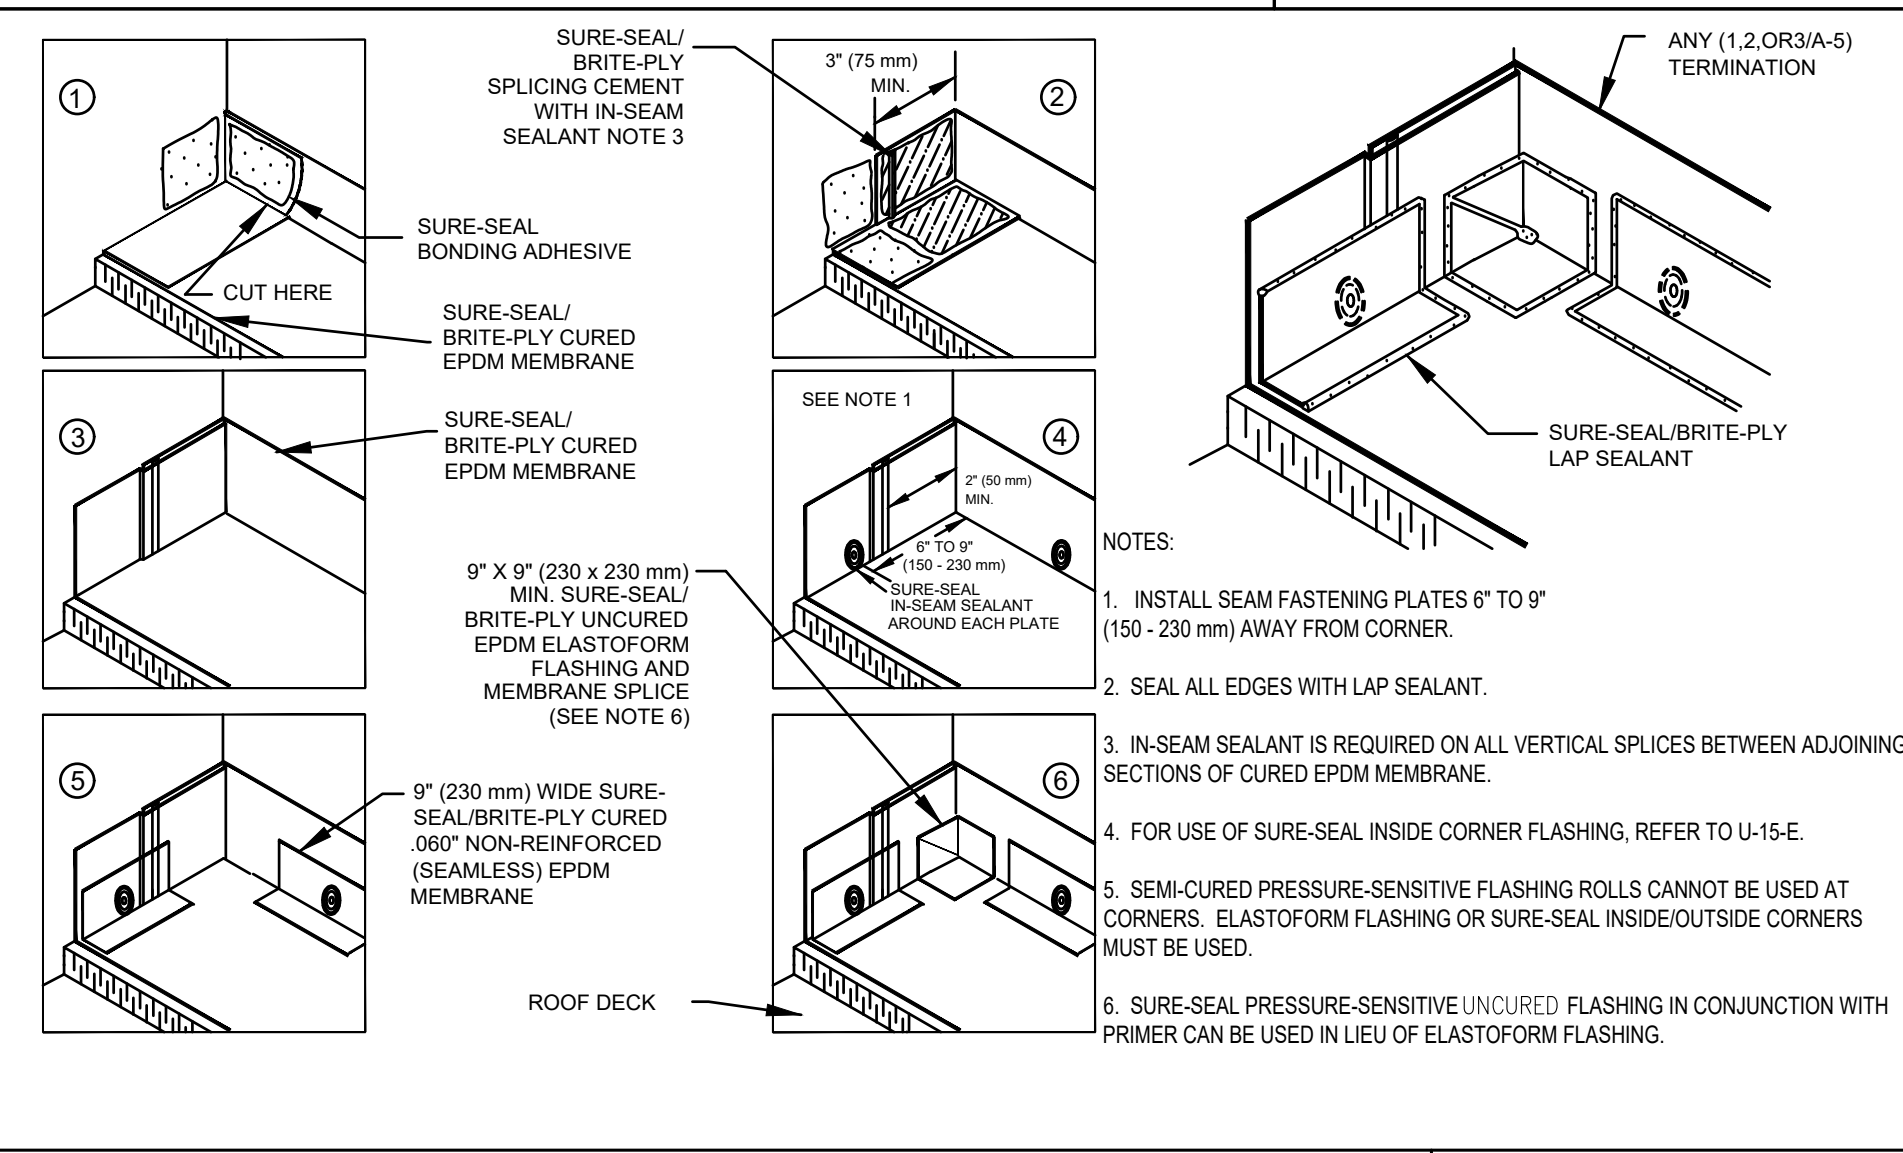 1
SURE-SEAL
BONDING ADHESIVE
CUT HERE
SURE-SEAL/
BRITE-PLY CURED
EPDM MEMBRANE
SURE-SEAL/
BRITE-PLY
SPLICING CEMENT
WITH IN-SEAM
SEALANT NOTE 3
3" (75 mm)
MIN.
2
3
SURE-SEAL/
BRITE-PLY CURED
EPDM MEMBRANE
SEE NOTE 1
4
2" (50 mm)
MIN.
6" TO 9"
(150 - 230 mm)
SURE-SEAL
IN-SEAM SEALANT
AROUND EACH PLATE
5
9" (230 mm) WIDE SURE-
SEAL/BRITE-PLY CURED
.060" NON-REINFORCED
(SEAMLESS) EPDM
MEMBRANE
9" X 9" (230 x 230 mm)
MIN. SURE-SEAL/
BRITE-PLY UNCURED
EPDM ELASTOFORM
FLASHING AND
MEMBRANE SPLICE
(SEE NOTE 6)
6
ROOF DECK
ANY (1,2,OR3/A-5)
TERMINATION
SURE-SEAL/BRITE-PLY
LAP SEALANT
NOTES:
1. INSTALL SEAM FASTENING PLATES 6" TO 9"
(150 - 230 mm) AWAY FROM CORNER.
2. SEAL ALL EDGES WITH LAP SEALANT.
3. IN-SEAM SEALANT IS REQUIRED ON ALL VERTICAL SPLICES BETWEEN ADJOINING
SECTIONS OF CURED EPDM MEMBRANE.
4. FOR USE OF SURE-SEAL INSIDE CORNER FLASHING, REFER TO U-15-E.
5. SEMI-CURED PRESSURE-SENSITIVE FLASHING ROLLS CANNOT BE USED AT
CORNERS. ELASTOFORM FLASHING OR SURE-SEAL INSIDE/OUTSIDE CORNERS
MUST BE USED.
6. SURE-SEAL PRESSURE-SENSITIVE UNCURED FLASHING IN CONJUNCTION WITH
PRIMER CAN BE USED IN LIEU OF ELASTOFORM FLASHING.